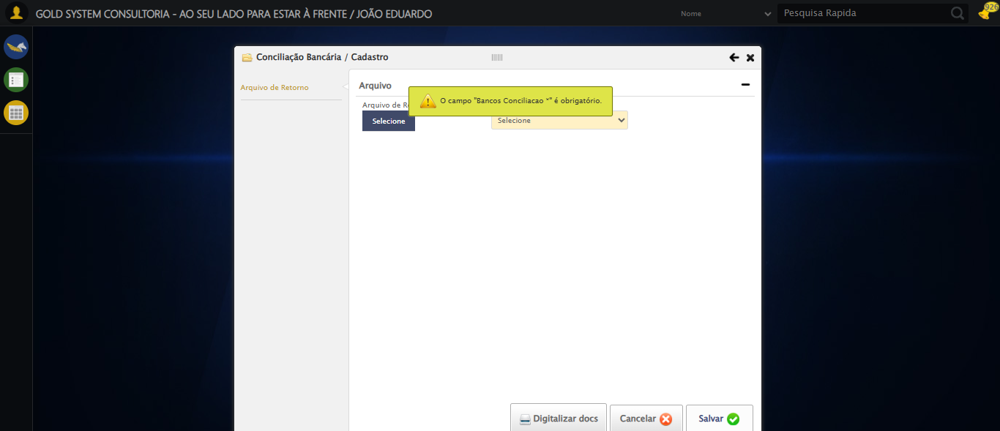 GOLD SYSTEM CONSULTORIA - AO SEU LADO PARA ESTAR À FRENTE / JOÃO EDUARDO
Nome
Pesquisa Rapida
926
Conciliação Bancária / Cadastro
Arquivo de Retorno
Arquivo
O campo "Bancos Conciliacao *" é obrigatório.
Arquivo de
Selecione
Selecione
Digitalizar docs
Cancelar
Salvar